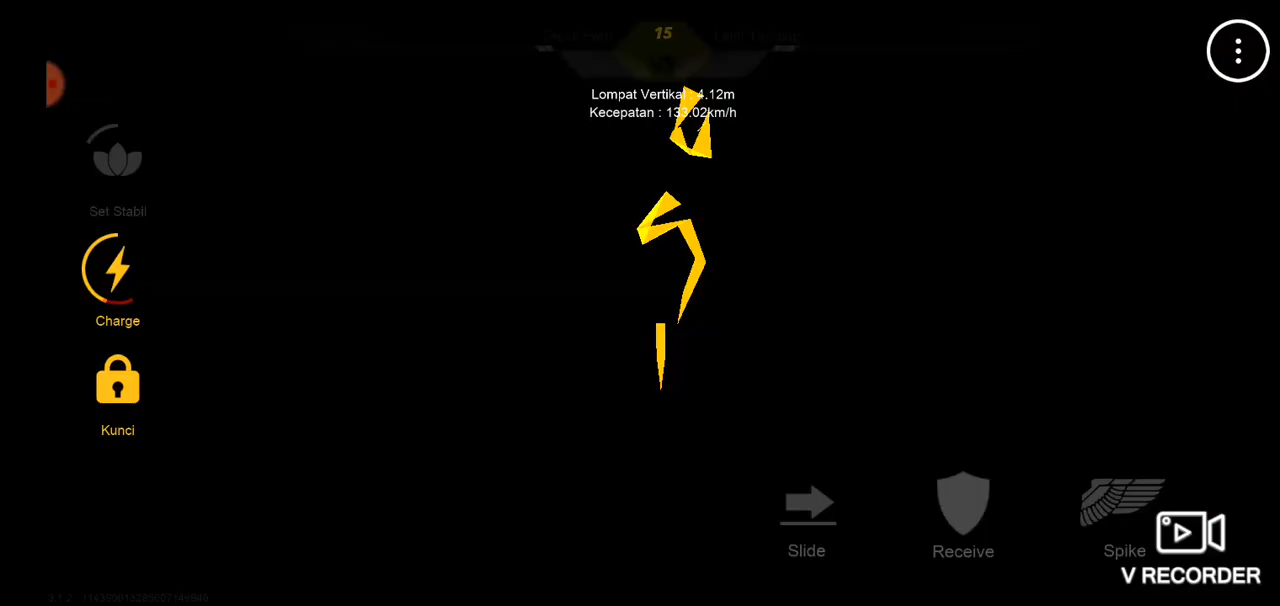 15
Lompat Vertikal : 4.12m
Kecepatan : 133.02km/h
Set Stabil
Charge
Kunci
Slide
Receive
Spike
V RECORDER